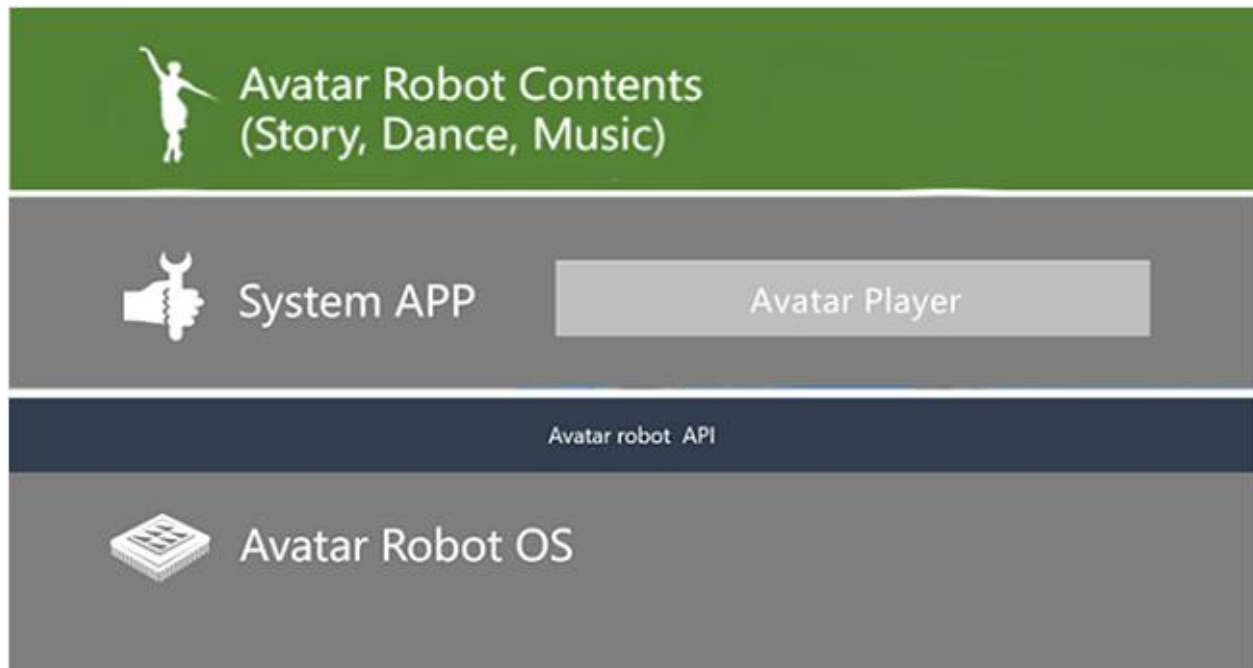 Avatar Robot Contents
(Story, Dance, Music)
System APP
Avatar Player
Avatar robot API
Avatar Robot OS